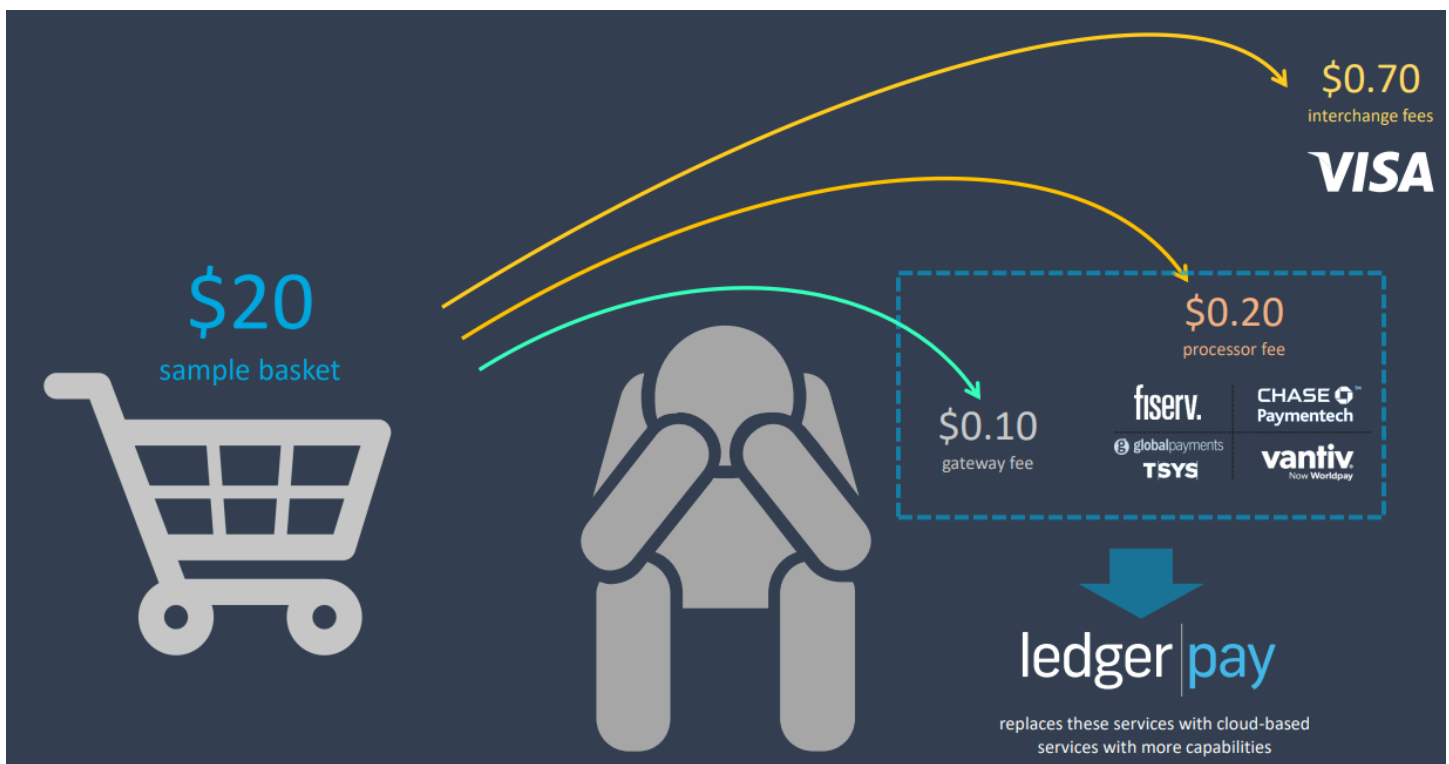 $0.70
interchange fees
VISA
$20
sample basket
$0.20
processor fee
$0.10
gateway fee
fiserv.
CHASE
Paymentech
globalpayments
TSYS
vantiv.
Now Worldpay
ledger pay
replaces these services with cloud-based
services with more capabilities